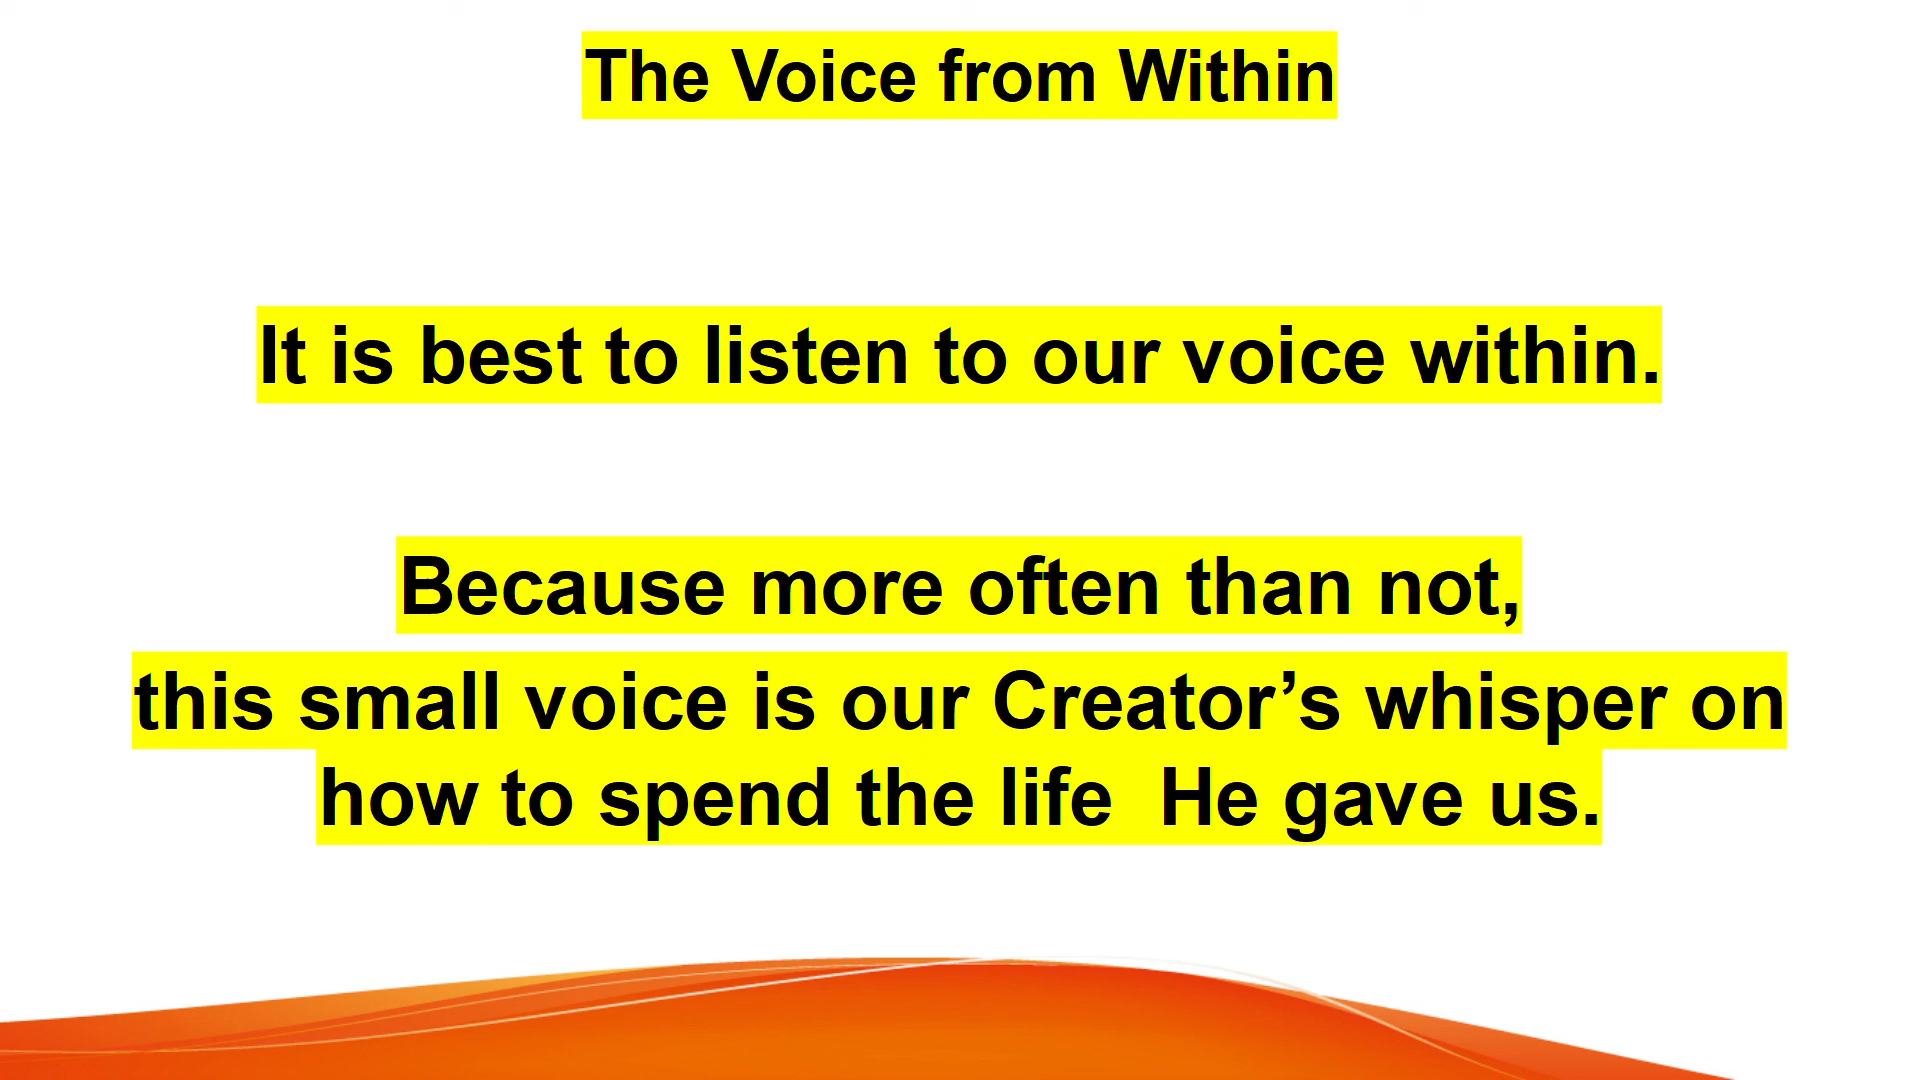 The Voice from Within
It is best to listen to our voice within.
Because more often than not,
this small voice is our Creator’s whisper on
how to spend the life  He gave us.